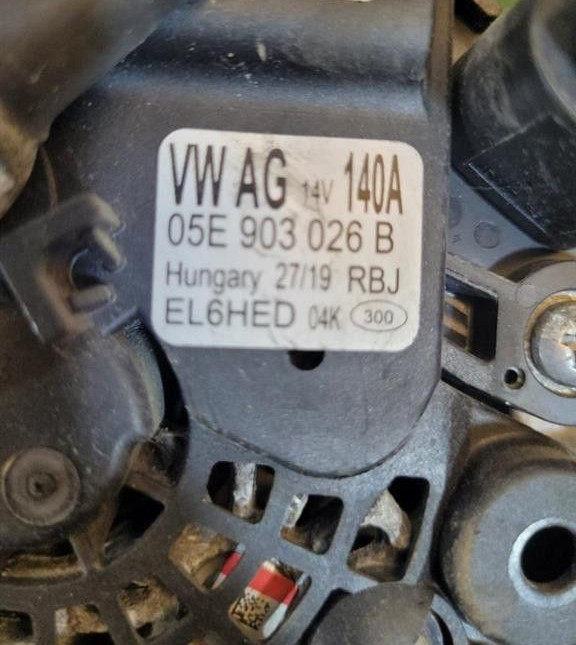 VW AG 14V 140A
05E 903 026 B
Hungary 27/19 RBJ
EL6HED 04K 300